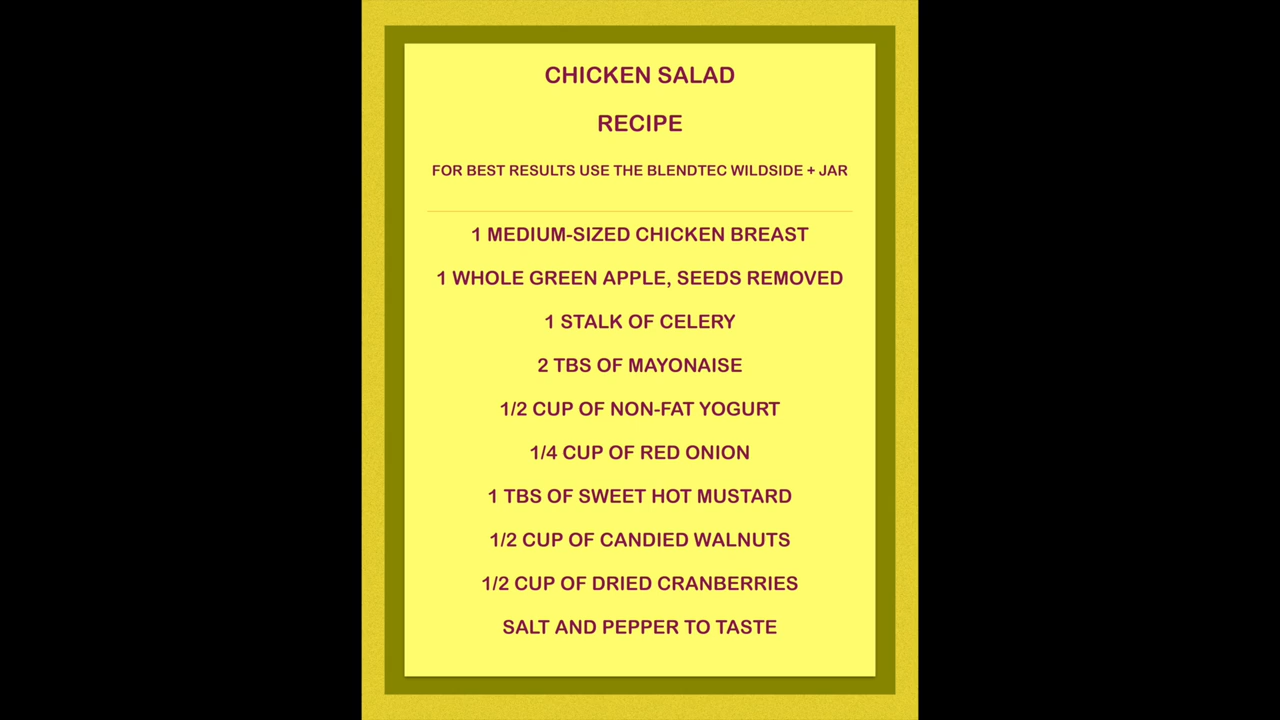 CHICKEN SALAD
RECIPE
FOR BEST RESULTS USE THE BLENDTEC WILDSIDE + JAR
1 MEDIUM-SIZED CHICKEN BREAST
1 WHOLE GREEN APPLE, SEEDS REMOVED
1 STALK OF CELERY
2 TBS OF MAYONAISE
1/2 CUP OF NON-FAT YOGURT
1/4 CUP OF RED ONION
1 TBS OF SWEET HOT MUSTARD
1/2 CUP OF CANDIED WALNUTS
1/2 CUP OF DRIED CRANBERRIES
SALT AND PEPPER TO TASTE